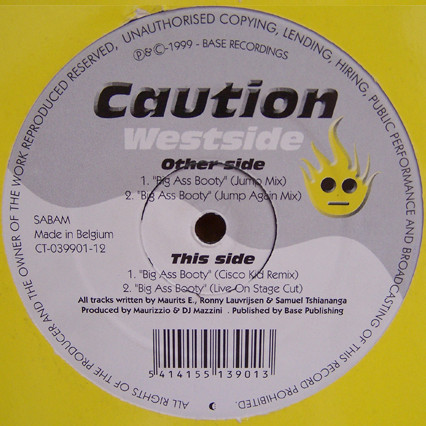 ALL RIGHTS OF THE PRODUCER AND THE OWNER OF THE WORK REPRODUCED RESERVED, UNAUTHORISED COPYING, LENDING, HIRING, PUBLIC PERFORMANCE AND BROADCASTING OF THIS RECORD PROHIBITED.
℗&©-1999 - BASE RECORDINGS
Caution
Westside
Other side
1. "Big Ass Booty" (Jump Mix)
2. "Big Ass Booty" (Jump Again Mix)
SABAM
Made in Belgium
CT-039901-12
This side
1. "Big Ass Booty" (Cisco Kid Remix)
2. "Big Ass Booty" (Live On Stage Cut)
All tracks written by Maurits E., Ronny Lauvrijsen & Samuel Tshiananga
Produced by Maurizzio & DJ Mazzini . Published by Base Publishing
5 414155 139013